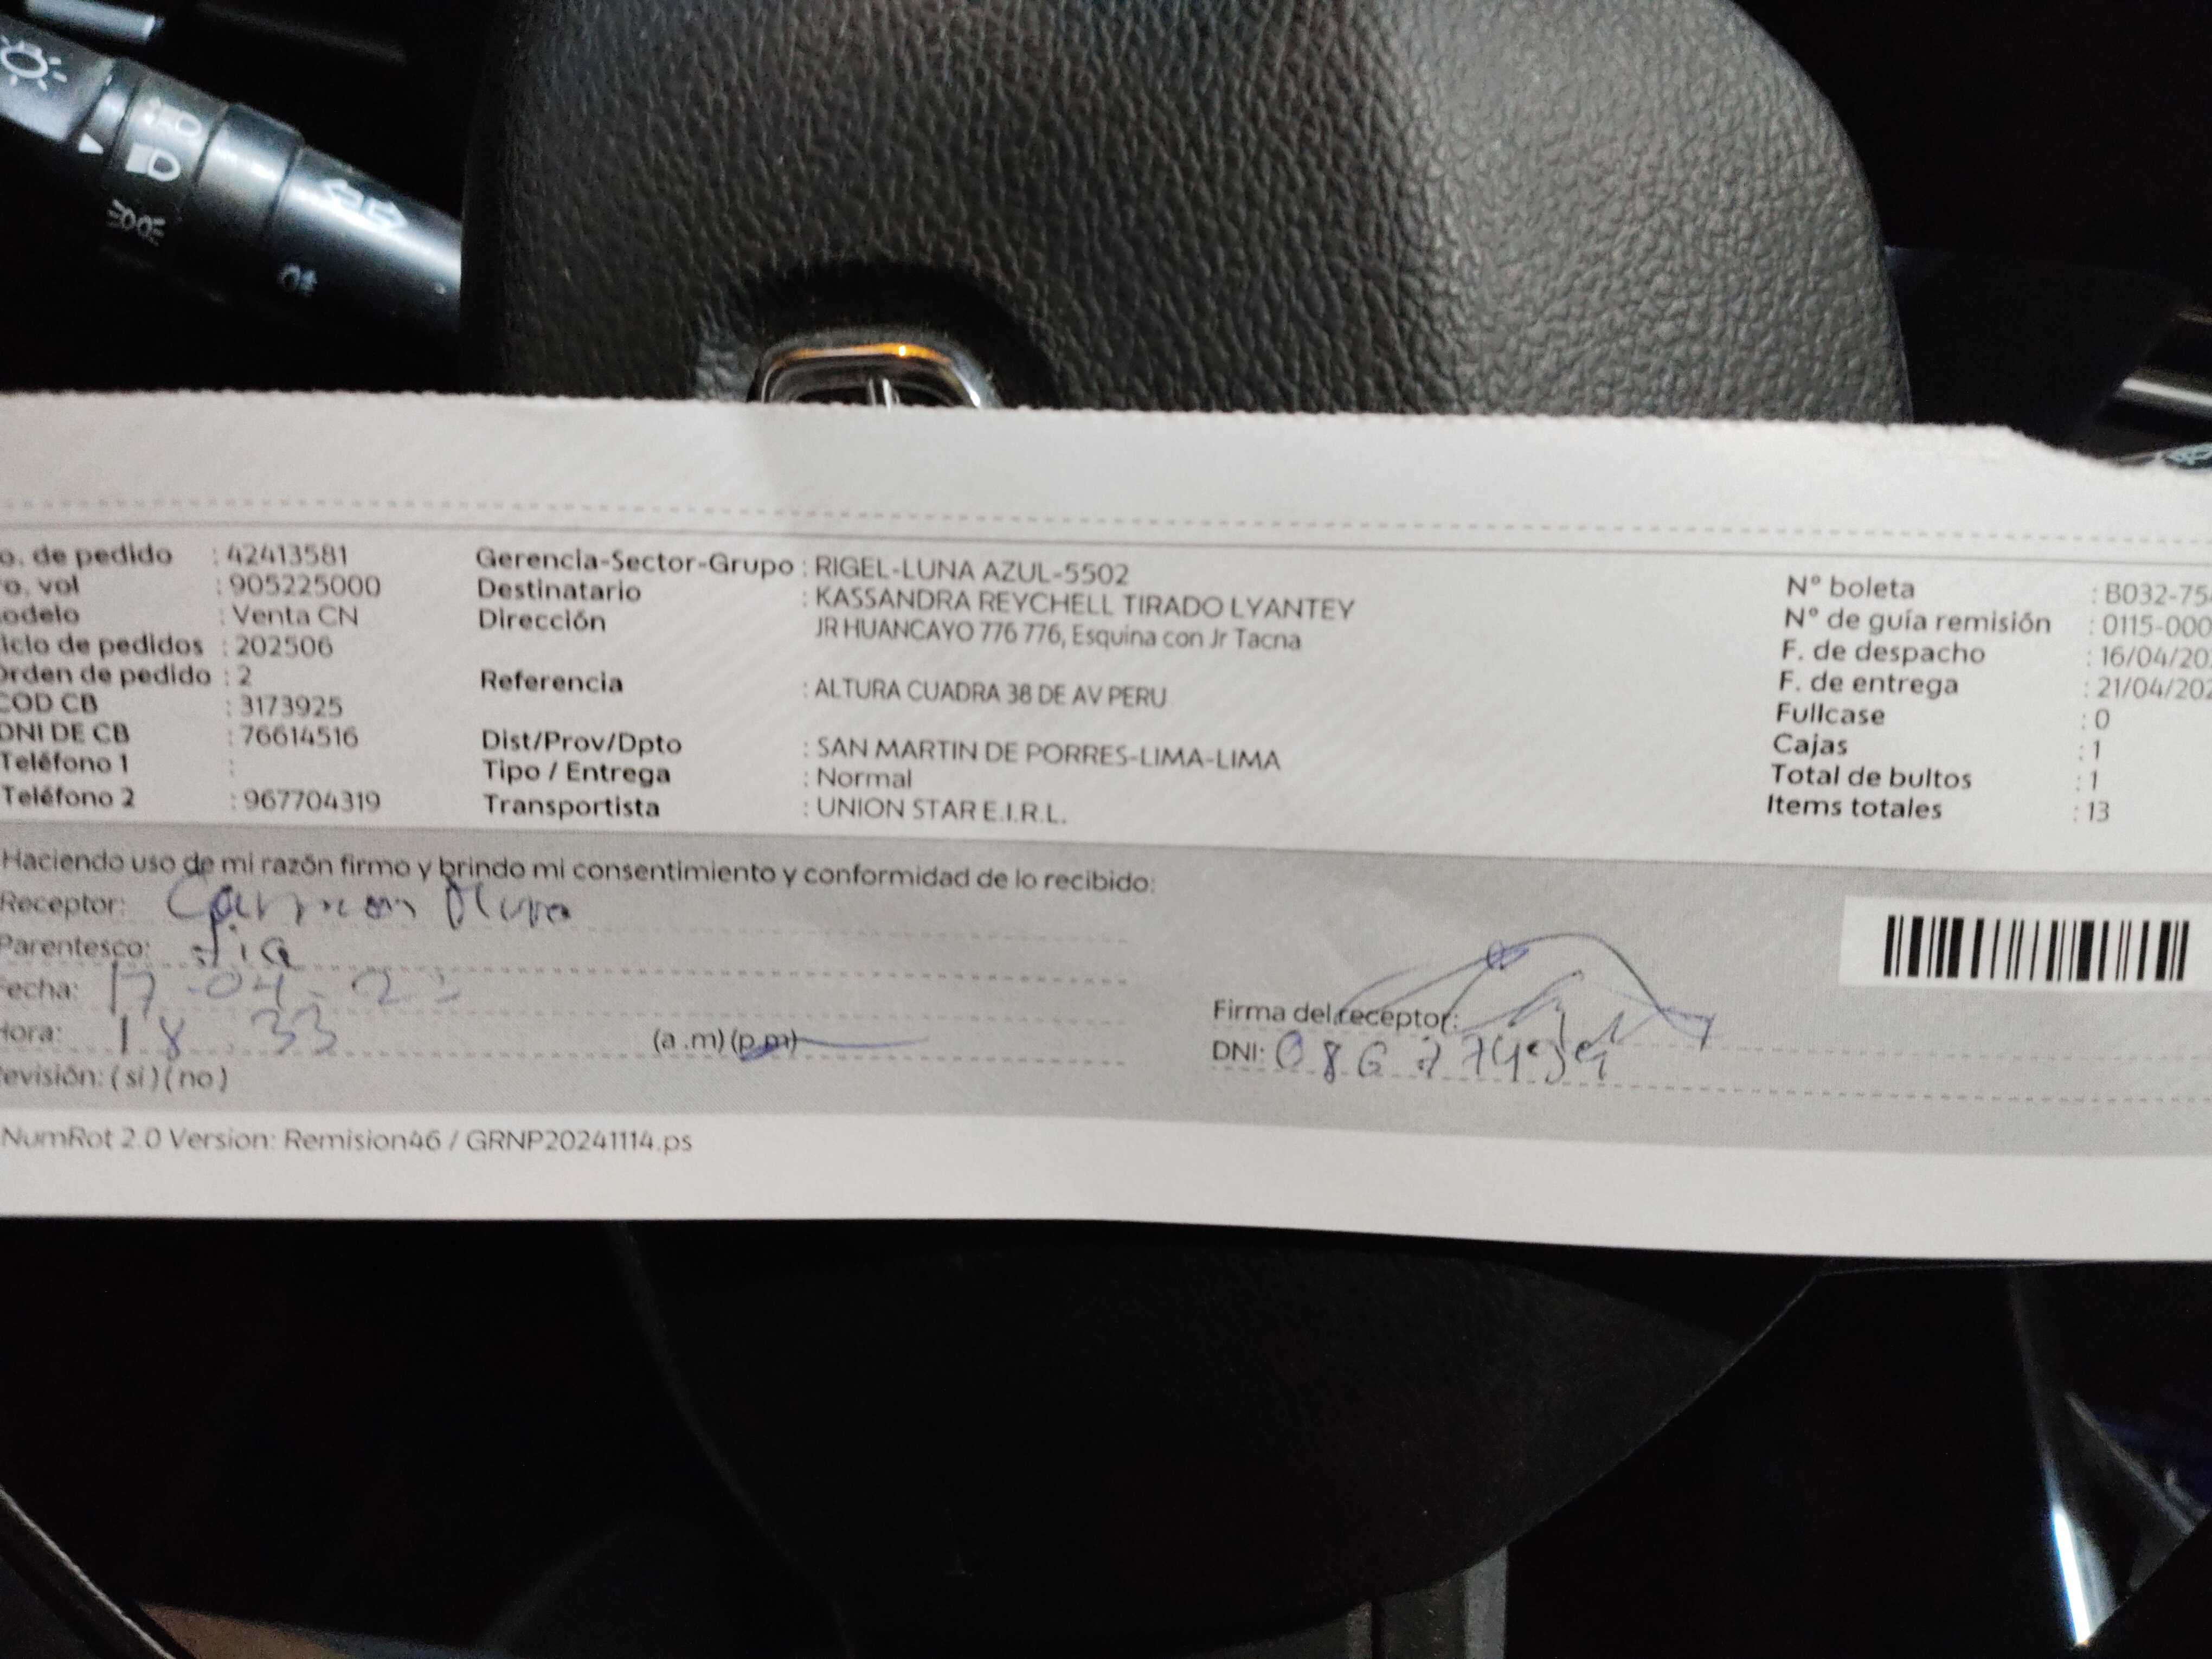 o. de pedido : 42413581
ro. vol : 905225000
odelo : Venta CN
iclo de pedidos : 202506
Orden de pedido : 2
COD CB : 3173925
DNI DE CB : 76614516
Teléfono 1 :
Teléfono 2 : 967704319
Gerencia-Sector-Grupo : RIGEL-LUNA AZUL-5502
Destinatario : KASSANDRA REYCHELL TIRADO LYANTEY
Dirección JR HUANCAYO 776 776, Esquina con Jr Tacna
Referencia : ALTURA CUADRA 38 DE AV PERU
Dist/Prov/Dpto : SAN MARTIN DE PORRES-LIMA-LIMA
Tipo / Entrega : Normal
Transportista : UNION STAR E.I.R.L.
N° boleta : B032-75
N° de guía remisión : 0115-000
F. de despacho : 16/04/20
F. de entrega : 21/04/202
Fullcase : 0
Cajas : 1
Total de bultos : 1
Items totales : 13
Haciendo uso de mi razón firmo y brindo mi consentimiento y conformidad de lo recibido:
Receptor: Carmen
Parentesco: tia
Fecha: 17-04-
Hora: 18 33 (a .m) (p.m)
evisión: (si) (no)
Firma del receptor:
DNI:
NumRot 2.0 Version: Remision46 / GRNP20241114.ps